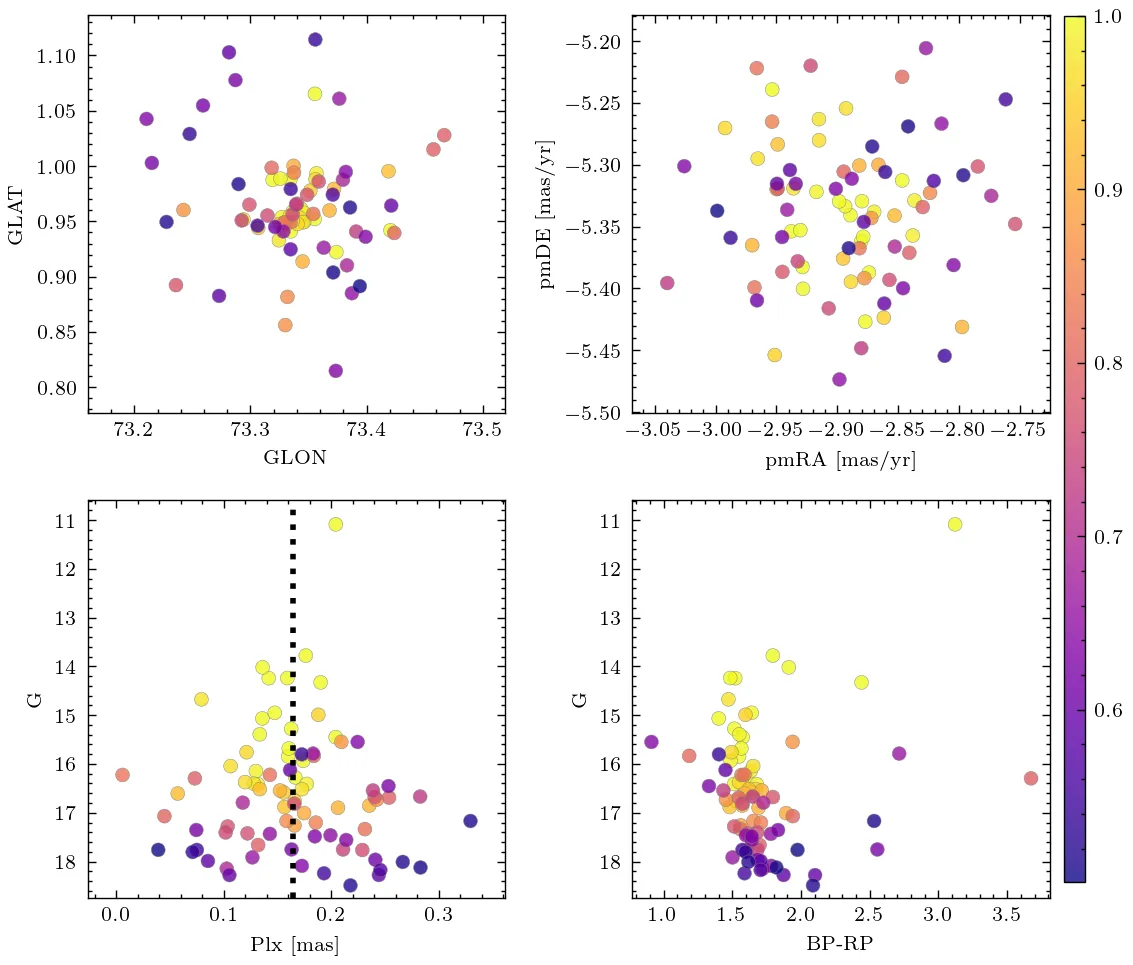 1.10
1.05
1.00
0.95
0.90
0.85
0.80
GLAT
73.2 73.3 73.4 73.5
GLON
−5.20
−5.25
−5.30
−5.35
−5.40
−5.45
−5.50
pmDE [mas/yr]
−3.05 −3.00 −2.95 −2.90 −2.85 −2.80 −2.75
pmRA [mas/yr]
1.0
0.9
0.8
0.7
0.6
11
12
13
14
15
16
17
18
G
0.0 0.1 0.2 0.3
Plx [mas]
11
12
13
14
15
16
17
18
G
1.0 1.5 2.0 2.5 3.0 3.5
BP-RP